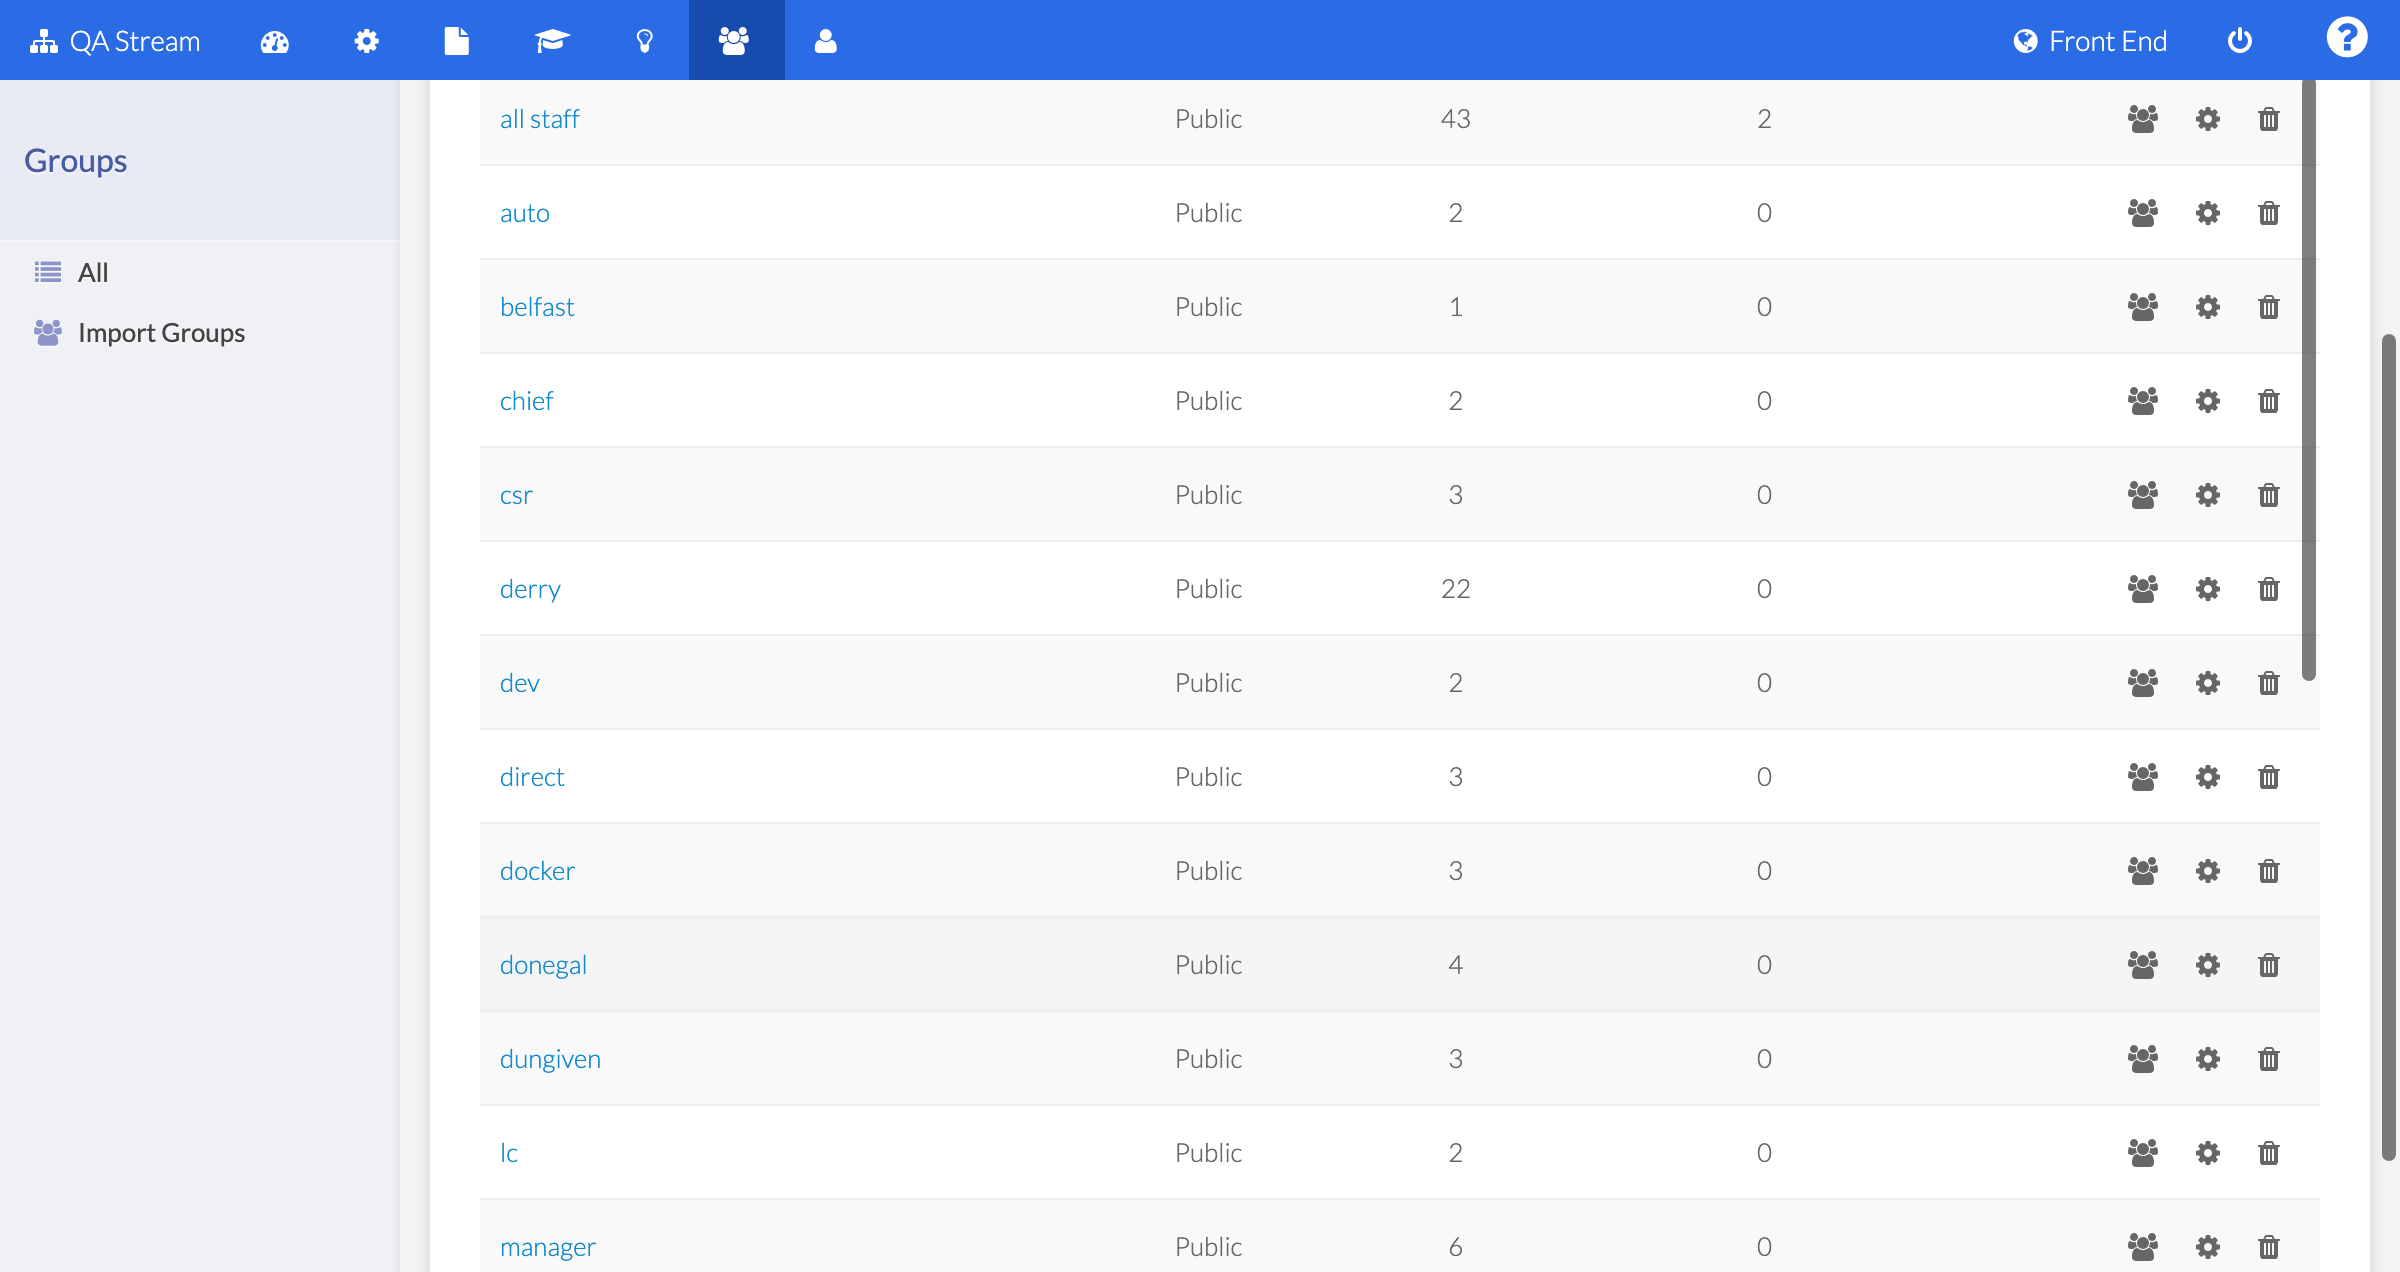 QA Stream Front End
Groups
All
Import Groups
all staff Public 43 2
auto Public 2 0
belfast Public 1 0
chief Public 2 0
csr Public 3 0
derry Public 22 0
dev Public 2 0
direct Public 3 0
docker Public 3 0
donegal Public 4 0
dungiven Public 3 0
lc Public 2 0
manager Public 6 0